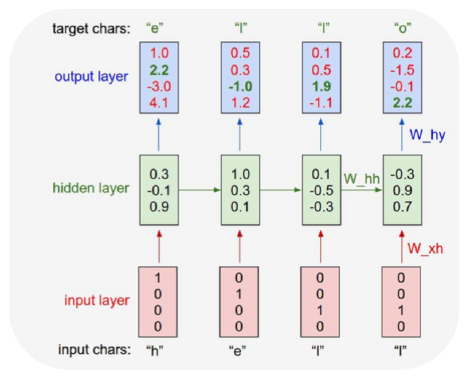 target chars: “e” “l” “l” “o”
output layer
1.0 0.5 0.1 0.2
2.2 0.3 0.5 -1.5
-3.0 -1.0 1.9 -0.1
4.1 1.2 -1.1 2.2
W_hy
hidden layer
0.3 1.0 0.1 -0.3
-0.1 0.3 -0.5 0.9
0.9 0.1 -0.3 0.7
W_hh
W_xh
input layer
1 0 0 0
0 1 0 0
0 0 1 1
0 0 0 0
input chars: “h” “e” “l” “l”